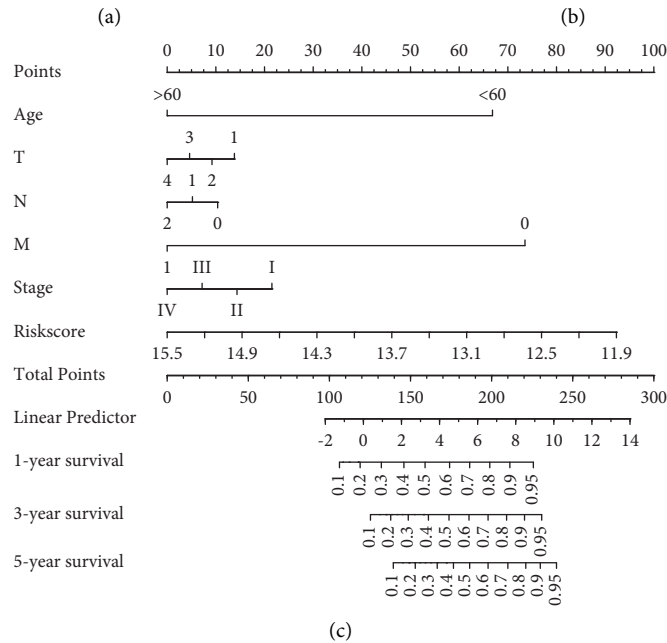 (a) (b)
0 10 20 30 40 50 60 70 80 90 100
Points
>60 <60
Age
3 1
T
4 1 2
N
2 0 0
M
1 III I
Stage
IV II
Riskscore
15.5 14.9 14.3 13.7 13.1 12.5 11.9
Total Points
0 50 100 150 200 250 300
Linear Predictor
-2 0 2 4 6 8 10 12 14
1-year survival
0.1 0.2 0.3 0.4 0.5 0.6 0.7 0.8 0.9 0.95
3-year survival
0.1 0.2 0.3 0.4 0.5 0.6 0.7 0.8 0.9 0.95
5-year survival
0.1 0.2 0.3 0.4 0.5 0.6 0.7 0.8 0.9 0.95
(c)